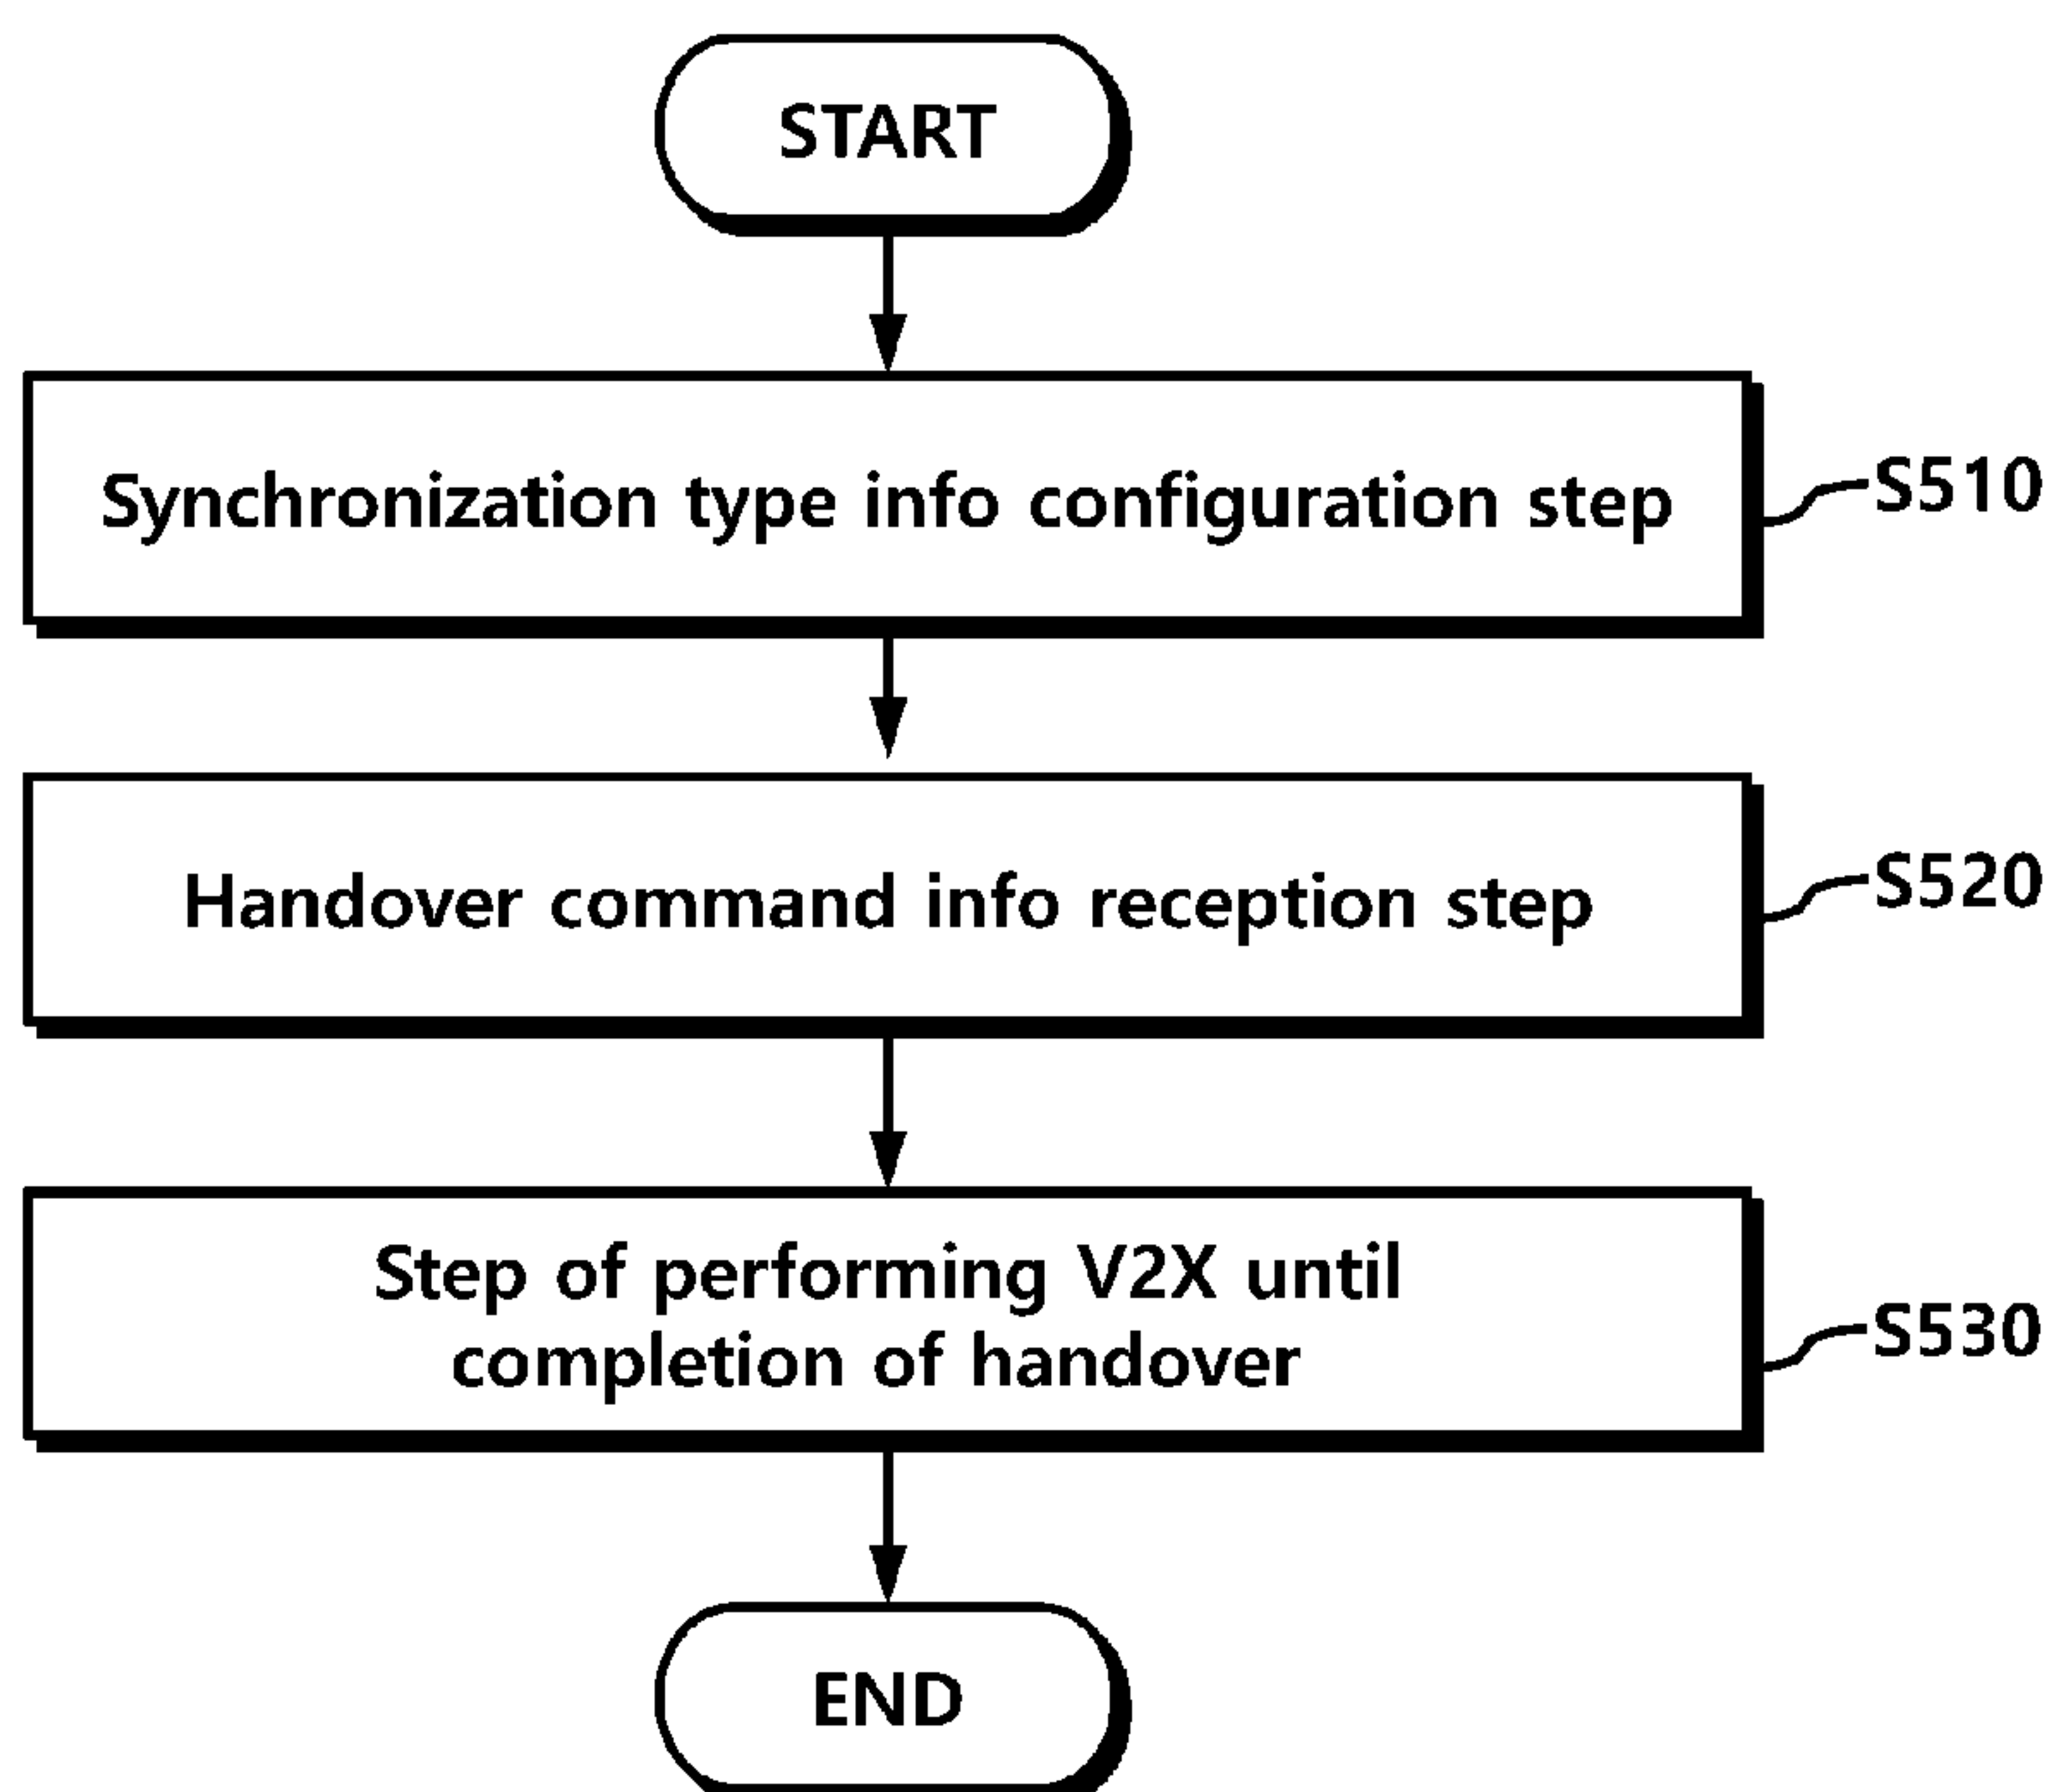 START
Synchronization type info configuration step
S510
Handover command info reception step
S520
Step of performing V2X until
completion of handover
S530
END